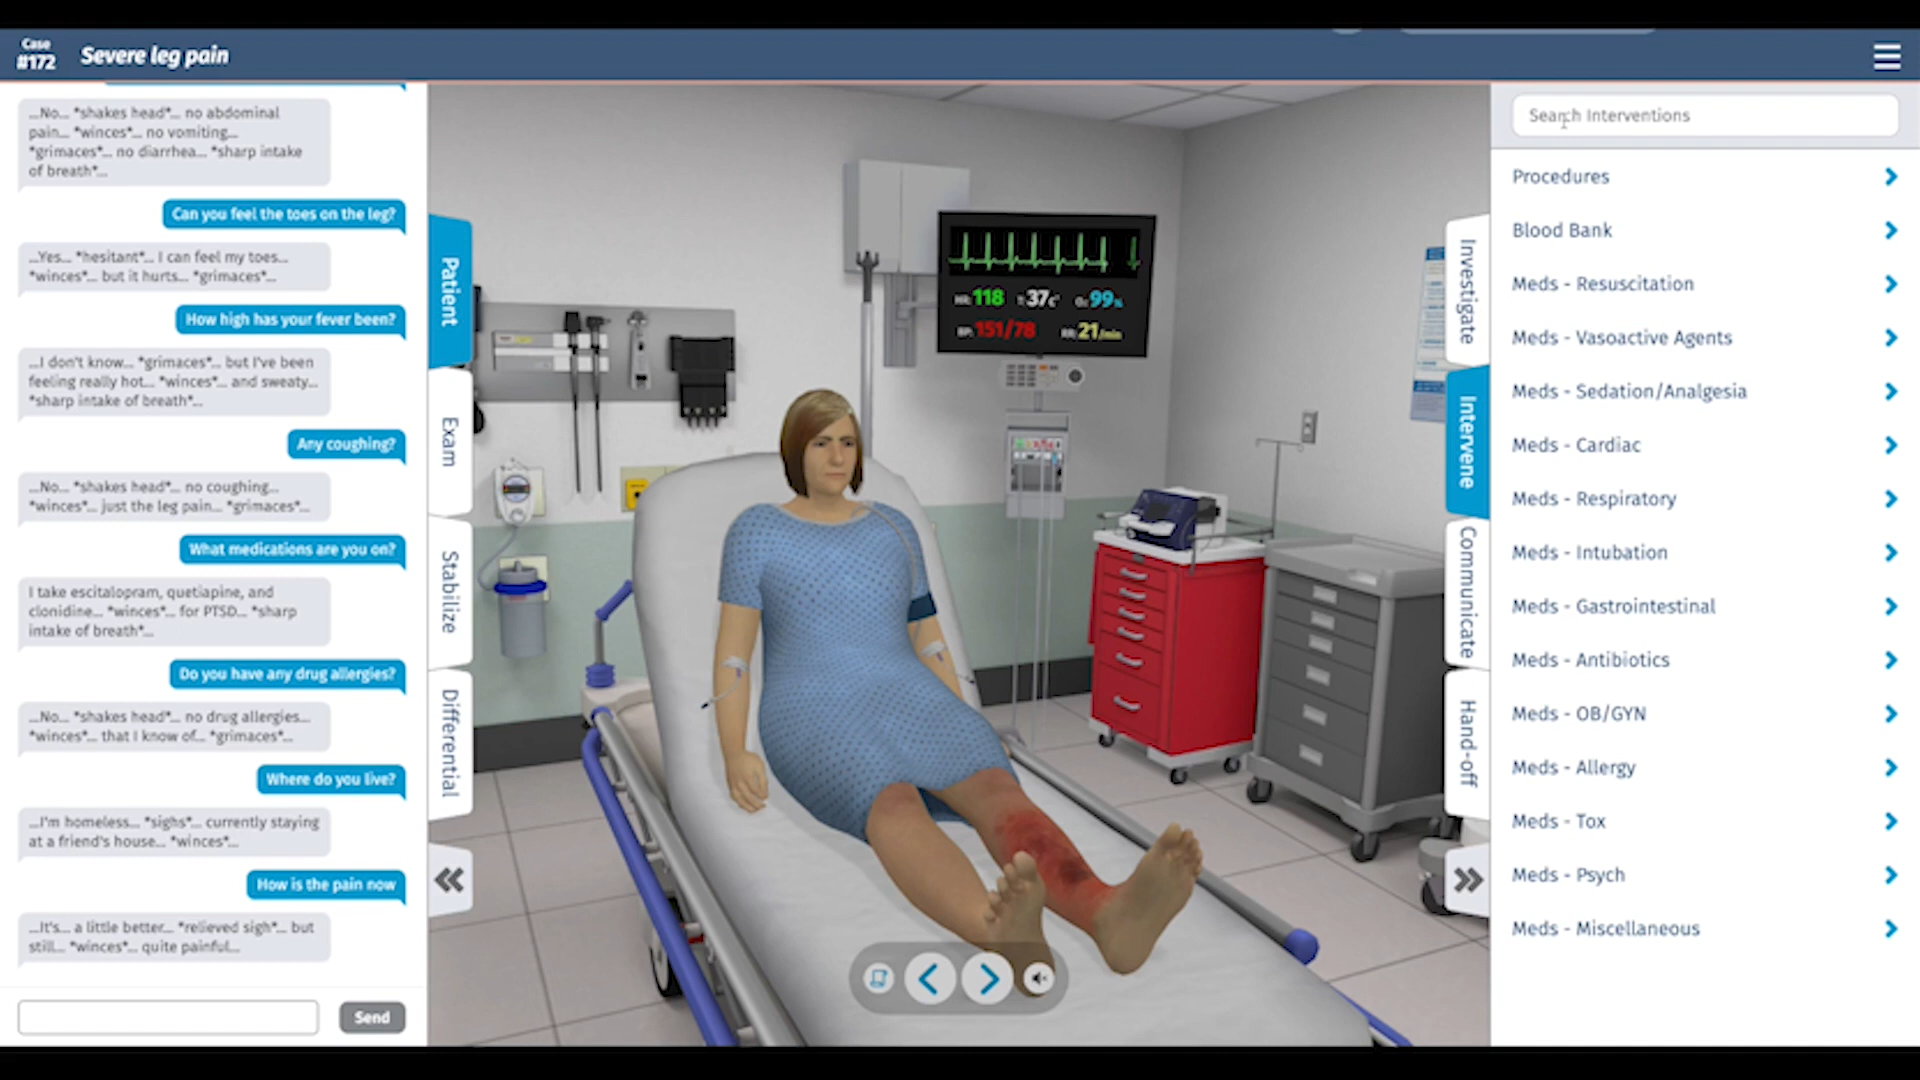 Case
#172
Severe leg pain
...No... *shakes head*... no abdominal
pain... *winces*... no vomiting...
*grimaces*... no diarrhea... *sharp intake
of breath*...
Can you feel the toes on the leg?
...Yes... *hesitant*... I can feel my toes...
*winces*... but it hurts... *grimaces*...
How high has your fever been?
...I don't know... *grimaces*... but I've been
feeling really hot... *winces*... and sweaty...
*sharp intake of breath*...
Any coughing?
...No... *shakes head*... no coughing...
*winces*... just the leg pain... *grimaces*...
What medications are you on?
I take escitalopram, quetiapine, and
clonidine... *winces*... for PTSD... *sharp
intake of breath*...
Do you have any drug allergies?
...No... *shakes head*... no drug allergies...
*winces*... that I know of... *grimaces*...
Where do you live?
...I'm homeless... *sighs*... currently staying
at a friend's house... *winces*...
How is the pain now
...It's... a little better... *relieved sigh*... but
still... *winces*... quite painful...
Send
Patient
Exam
Stabilize
Differential
HR: 118 T: 37c° O₂: 99%
BP: 151/78 RR: 21/min
Investigate
Intervene
Communicate
Hand-off
Search Interventions
Procedures
Blood Bank
Meds - Resuscitation
Meds - Vasoactive Agents
Meds - Sedation/Analgesia
Meds - Cardiac
Meds - Respiratory
Meds - Intubation
Meds - Gastrointestinal
Meds - Antibiotics
Meds - OB/GYN
Meds - Allergy
Meds - Tox
Meds - Psych
Meds - Miscellaneous